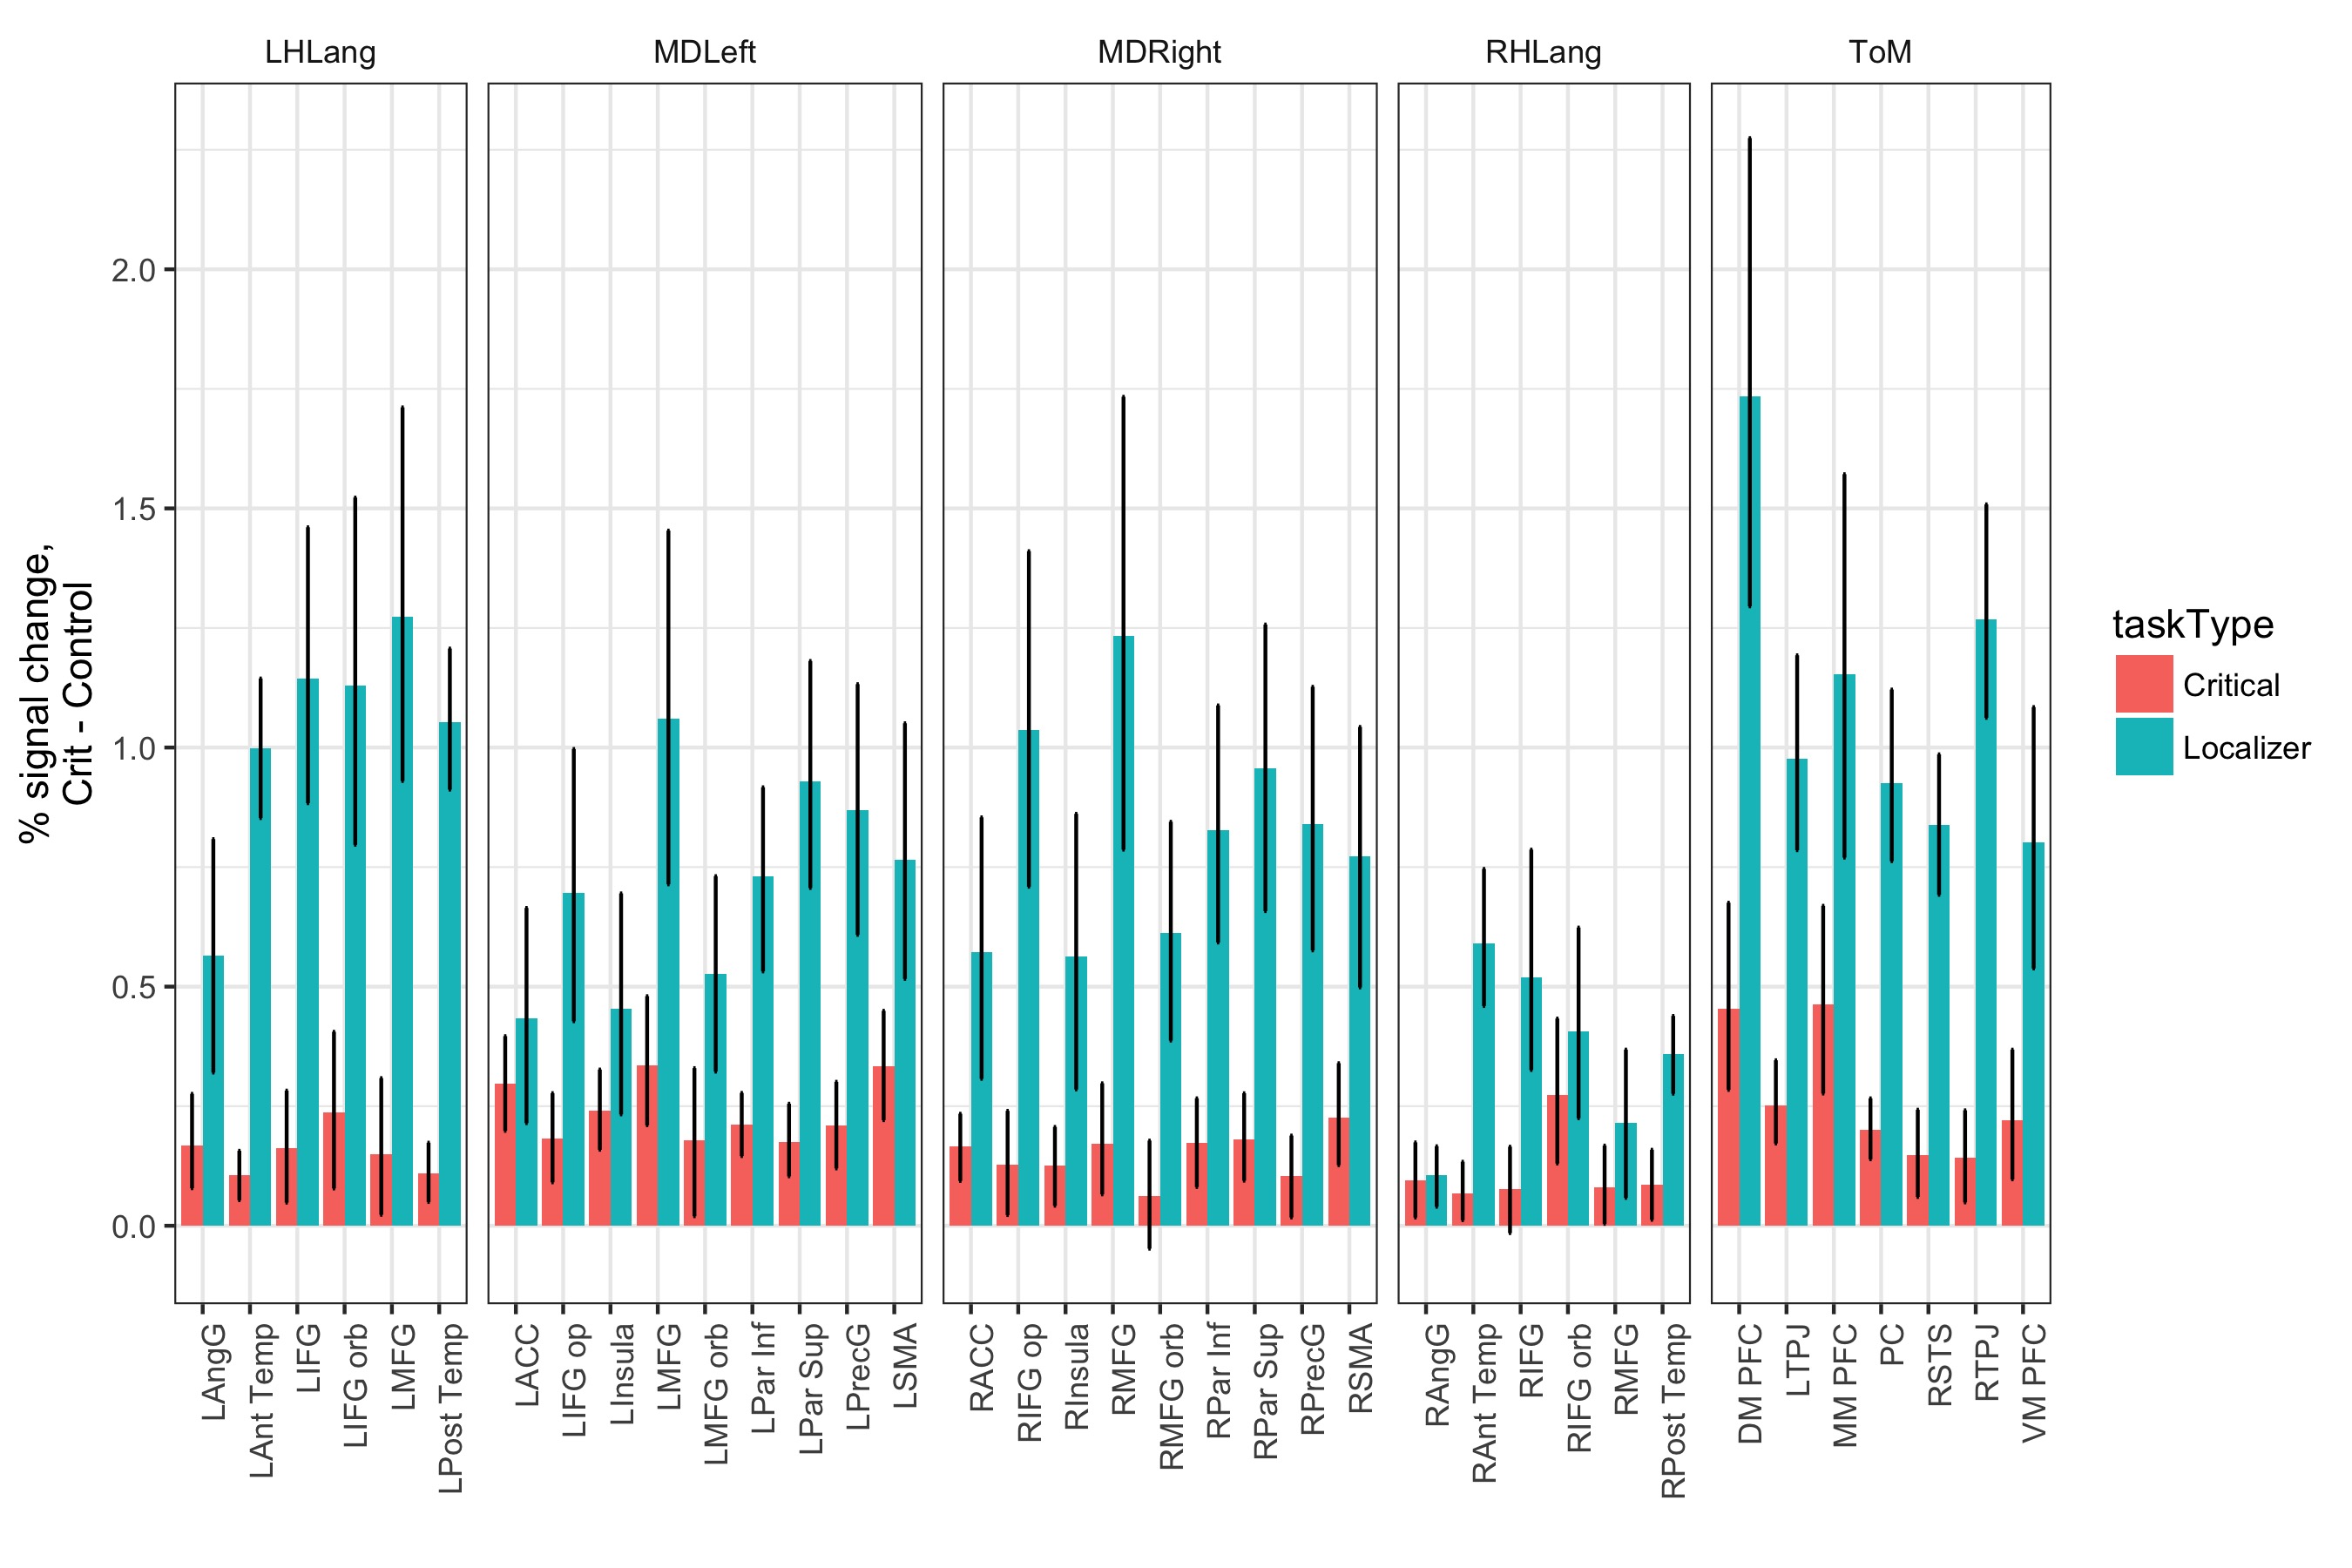 LHLang
MDLeft
MDRight
RHLang
ToM
% signal change,
Crit - Control
2.0
1.5
1.0
0.5
0.0
LAngG
LAnt Temp
LIFG
LIFG orb
LMFG
LPost Temp
LACC
LIFG op
LInsula
LMFG
LMFG orb
LPar Inf
LPar Sup
LPrecG
LSMA
RACC
RIFG op
RInsula
RMFG
RMFG orb
RPar Inf
RPar Sup
RPrecG
RSMA
RAngG
RAnt Temp
RIFG
RIFG orb
RMFG
RPost Temp
DM PFC
LTPJ
MM PFC
PC
RSTS
RTPJ
VM PFC
taskType
Critical
Localizer